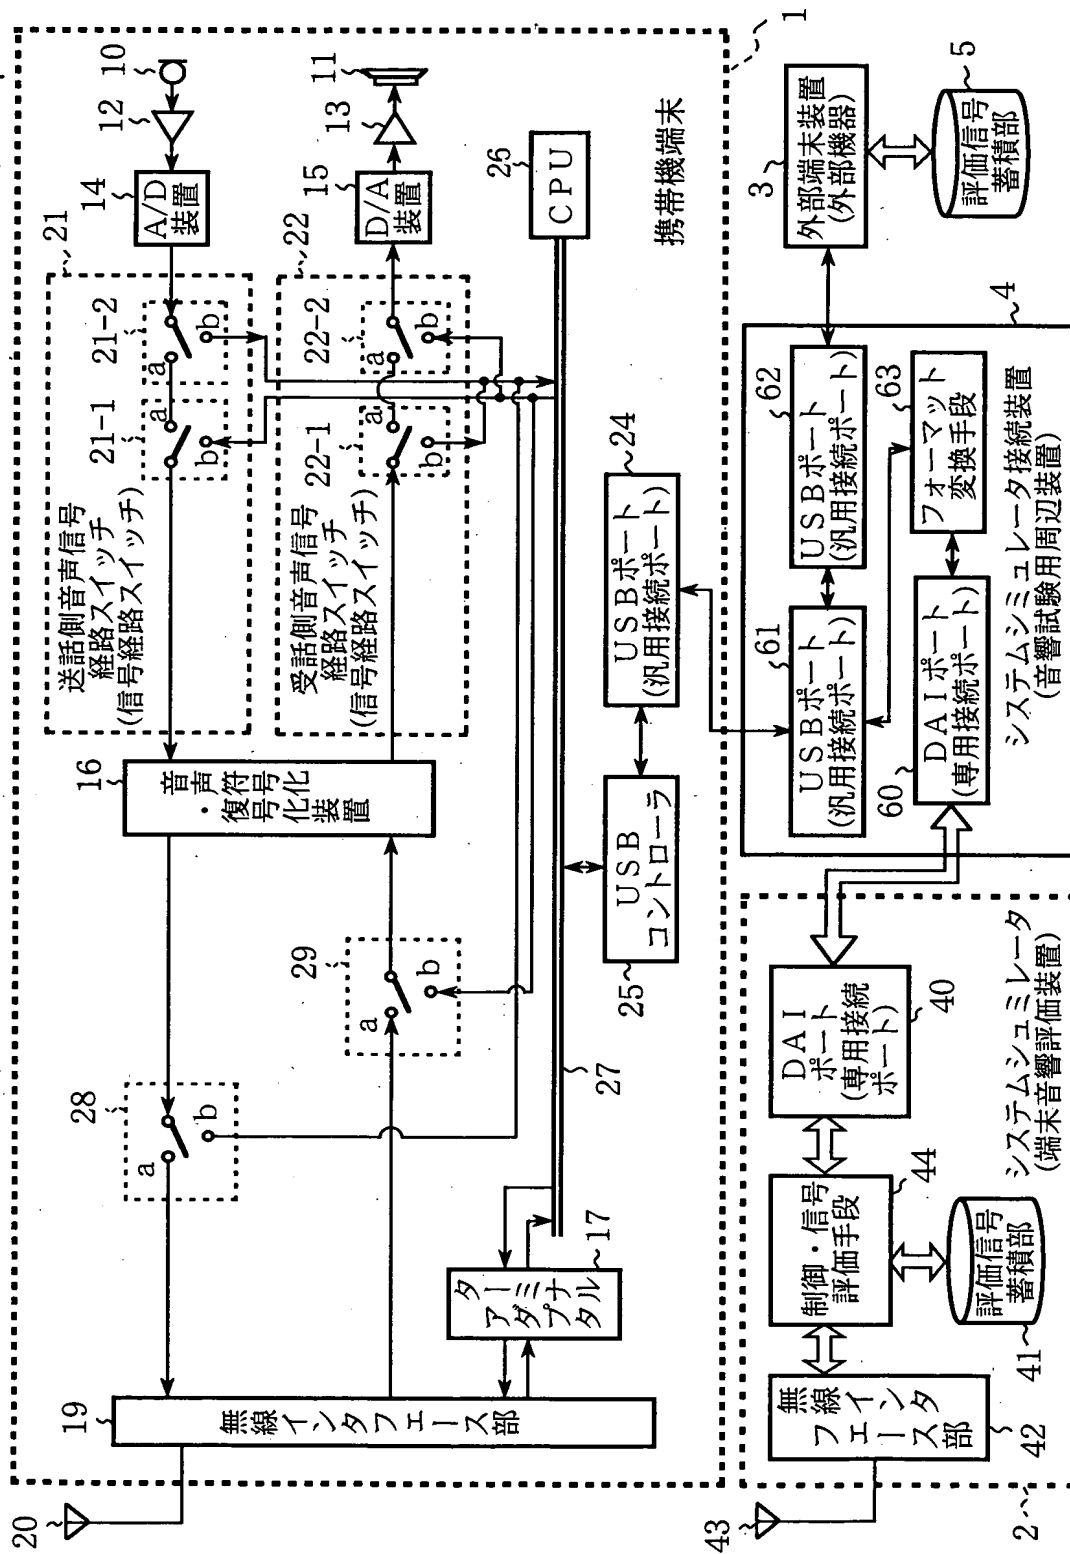 20
19
無線インタフェース部
28
a
b
29
a
b
ターミナル
アダプタ
17
16
音声
符号化
・復号化
装置
送話側音声信号
経路スイッチ
(信号経路スイッチ)
21
21-1
a
b
21-2
a
b
受話側音声信号
経路スイッチ
(信号経路スイッチ)
22
22-1
a
b
22-2
a
b
14
A/D
装置
12
10
15
D/A
装置
13
11
26
CPU
27
25
USB
コントローラ
24
USBポート
(汎用接続ポート)
携帯機端末
1
43
2
42
無線
インタ
フェース部
44
制御・信号
評価手段
41
評価信号
蓄積部
40
DAI
ポート
(専用接続
ポート)
システムシュミレータ
(端末音響評価装置)
61
USBポート
(汎用接続ポート)
62
USBポート
(汎用接続ポート)
60
DAIポート
(専用接続ポート)
63
フォーマット
変換手段
システムシミュレータ接続装置
(音響試験用周辺装置)
4
3
外部端末装置
(外部機器)
5
評価信号
蓄積部